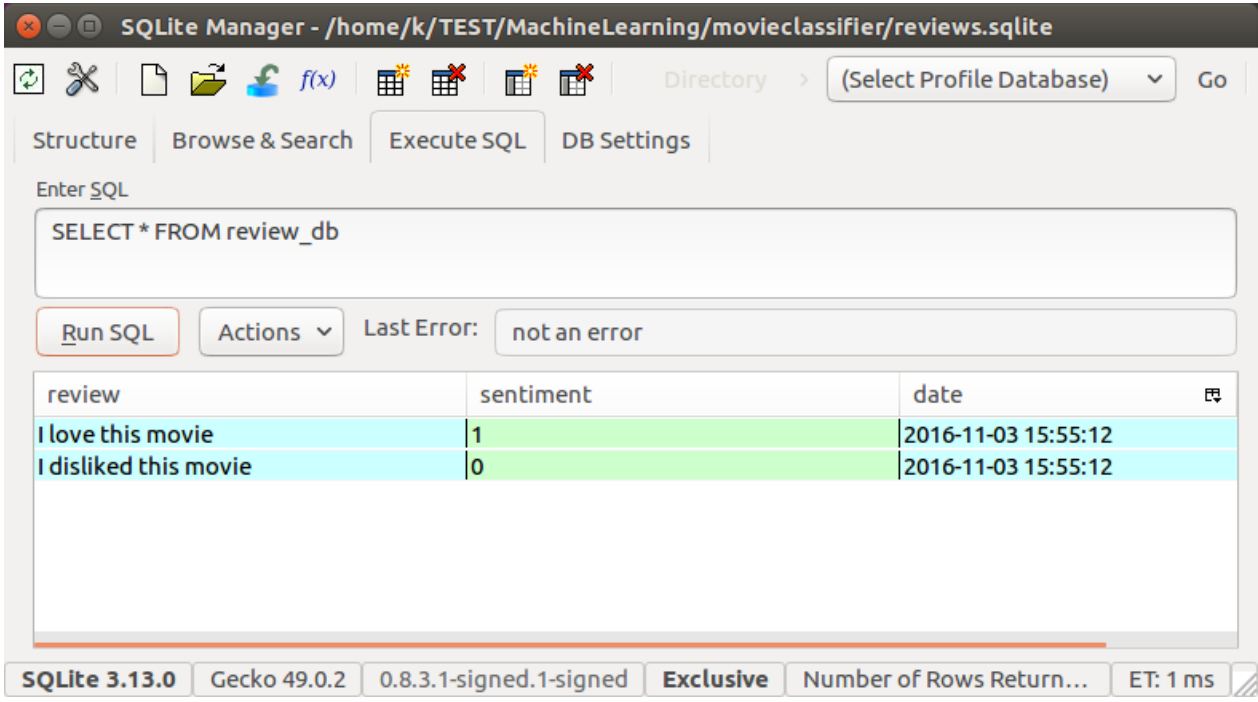 SQLite Manager - /home/k/TEST/MachineLearning/movieclassifier/reviews.sqlite
f(x) Directory > (Select Profile Database) Go
Structure Browse & Search Execute SQL DB Settings
Enter SQL
SELECT * FROM review_db
Run SQL Actions Last Error: not an error
review sentiment date
I love this movie 1 2016-11-03 15:55:12
I disliked this movie 0 2016-11-03 15:55:12
SQLite 3.13.0 Gecko 49.0.2 0.8.3.1-signed.1-signed Exclusive Number of Rows Return... ET: 1 ms